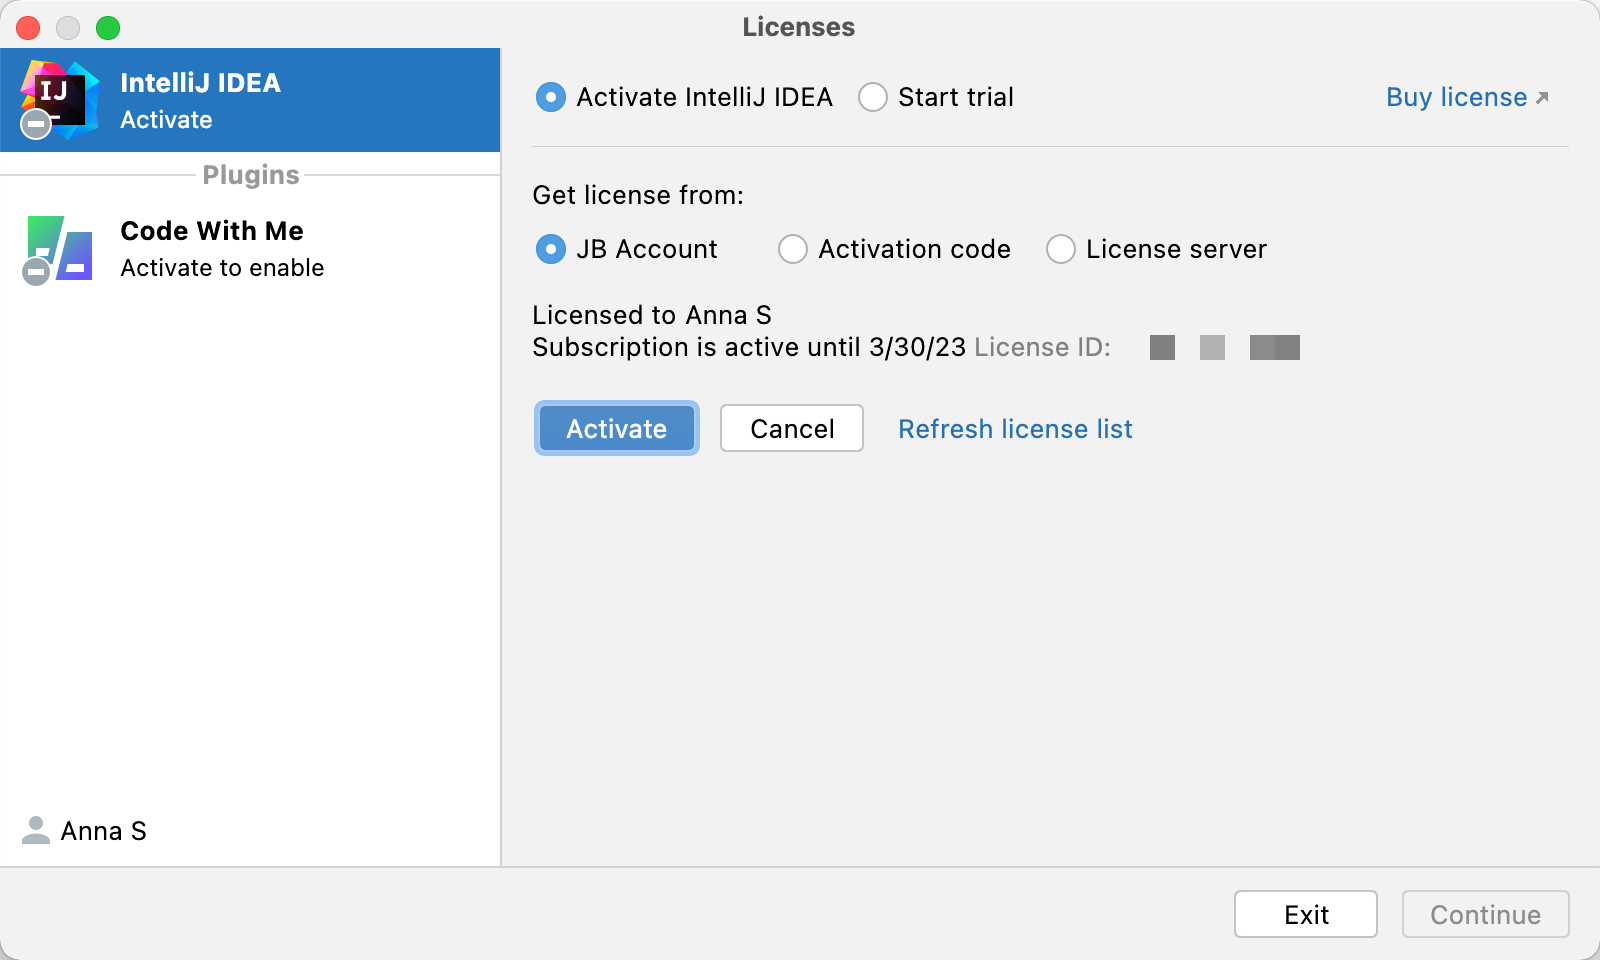 Licenses
IJ
IntelliJ IDEA
Activate
Plugins
Code With Me
Activate to enable
Anna S
Activate IntelliJ IDEA Start trial Buy license
Get license from:
JB Account Activation code License server
Licensed to Anna S
Subscription is active until 3/30/23 License ID:
Activate Cancel Refresh license list
Exit Continue